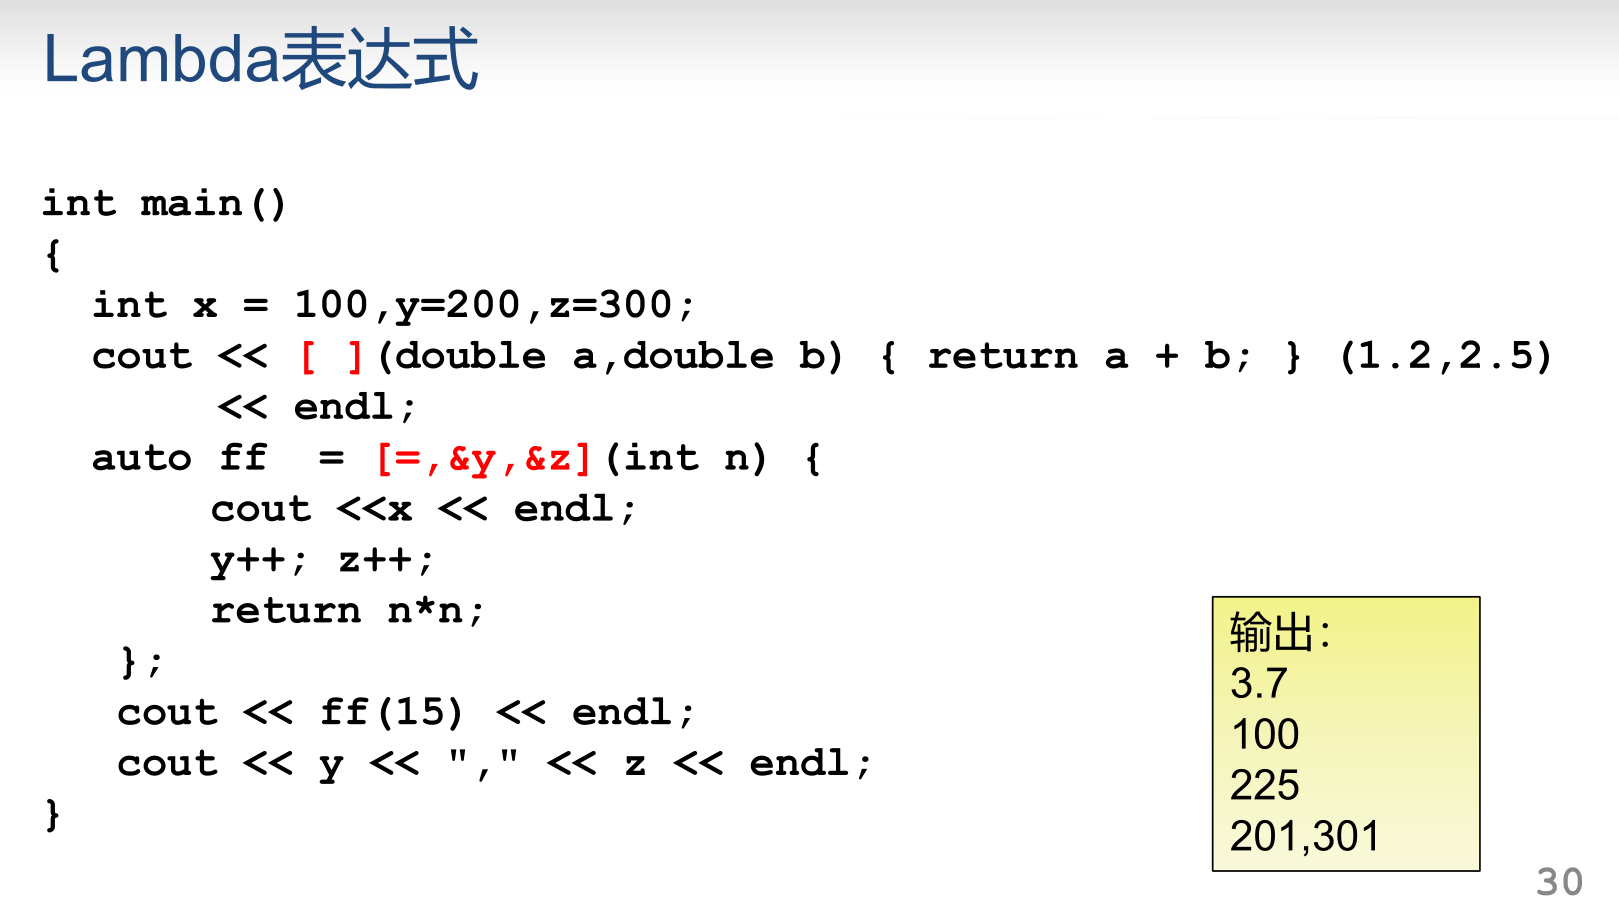 Lambda表达式
int main()
{
int x = 100,y=200,z=300;
cout << [ ](double a,double b) { return a + b; } (1.2,2.5)
<< endl;
auto ff = [=,&y,&z](int n) {
cout <<x << endl;
y++; z++;
return n*n;
};
cout << ff(15) << endl;
cout << y << "," << z << endl;
}
输出：
3.7
100
225
201,301
30